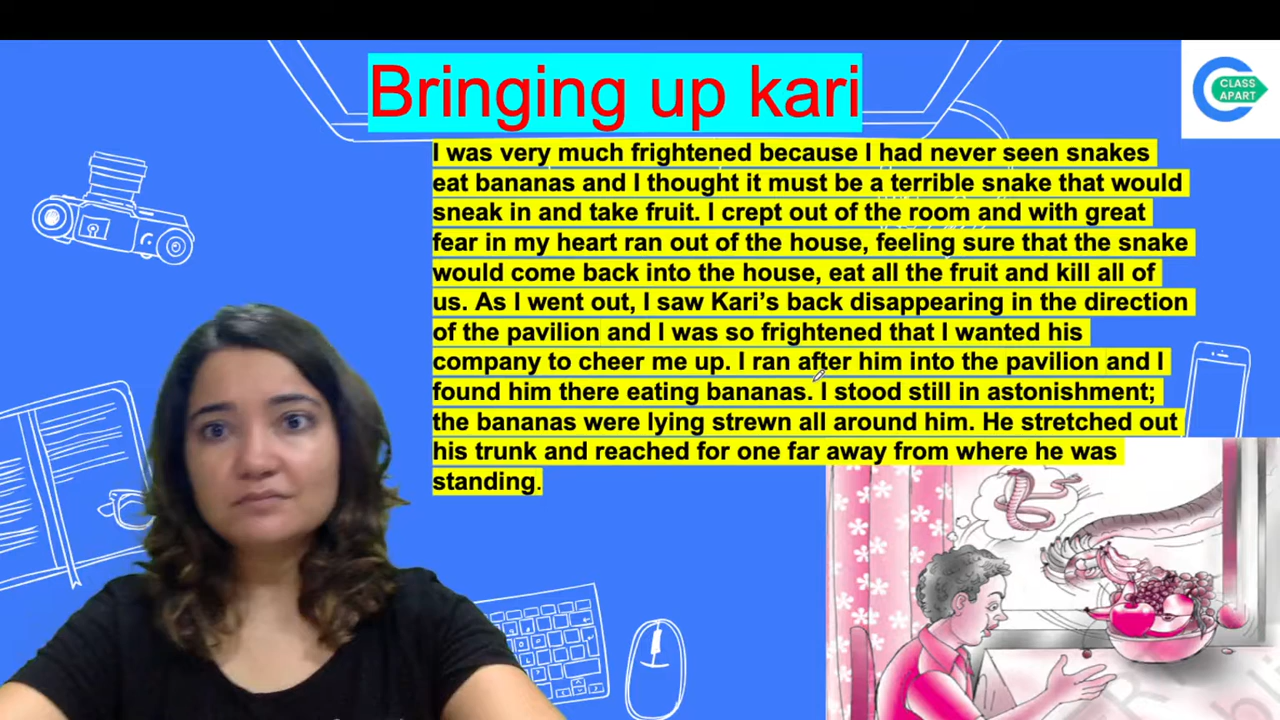 Bringing up kari
CLASS
APART
I was very much frightened because I had never seen snakes
eat bananas and I thought it must be a terrible snake that would
sneak in and take fruit. I crept out of the room and with great
fear in my heart ran out of the house, feeling sure that the snake
would come back into the house, eat all the fruit and kill all of
us. As I went out, I saw Kari’s back disappearing in the direction
of the pavilion and I was so frightened that I wanted his
company to cheer me up. I ran after him into the pavilion and I
found him there eating bananas. I stood still in astonishment;
the bananas were lying strewn all around him. He stretched out
his trunk and reached for one far away from where he was
standing.